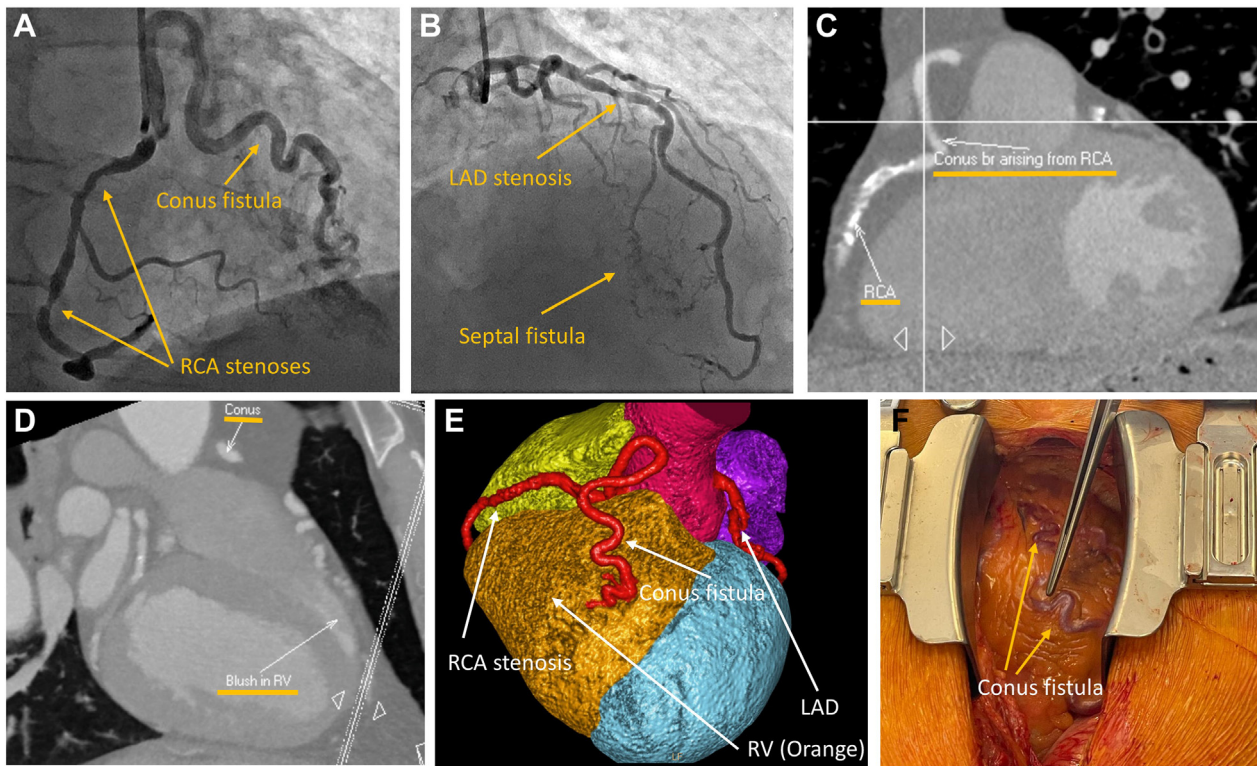 A
Conus fistula
RCA stenoses
B
LAD stenosis
Septal fistula
C
Conus br arising from RCA
RCA
D
Conus
Blush in RV
E
Conus fistula
RCA stenosis
LAD
RV (Orange)
F
Conus fistula